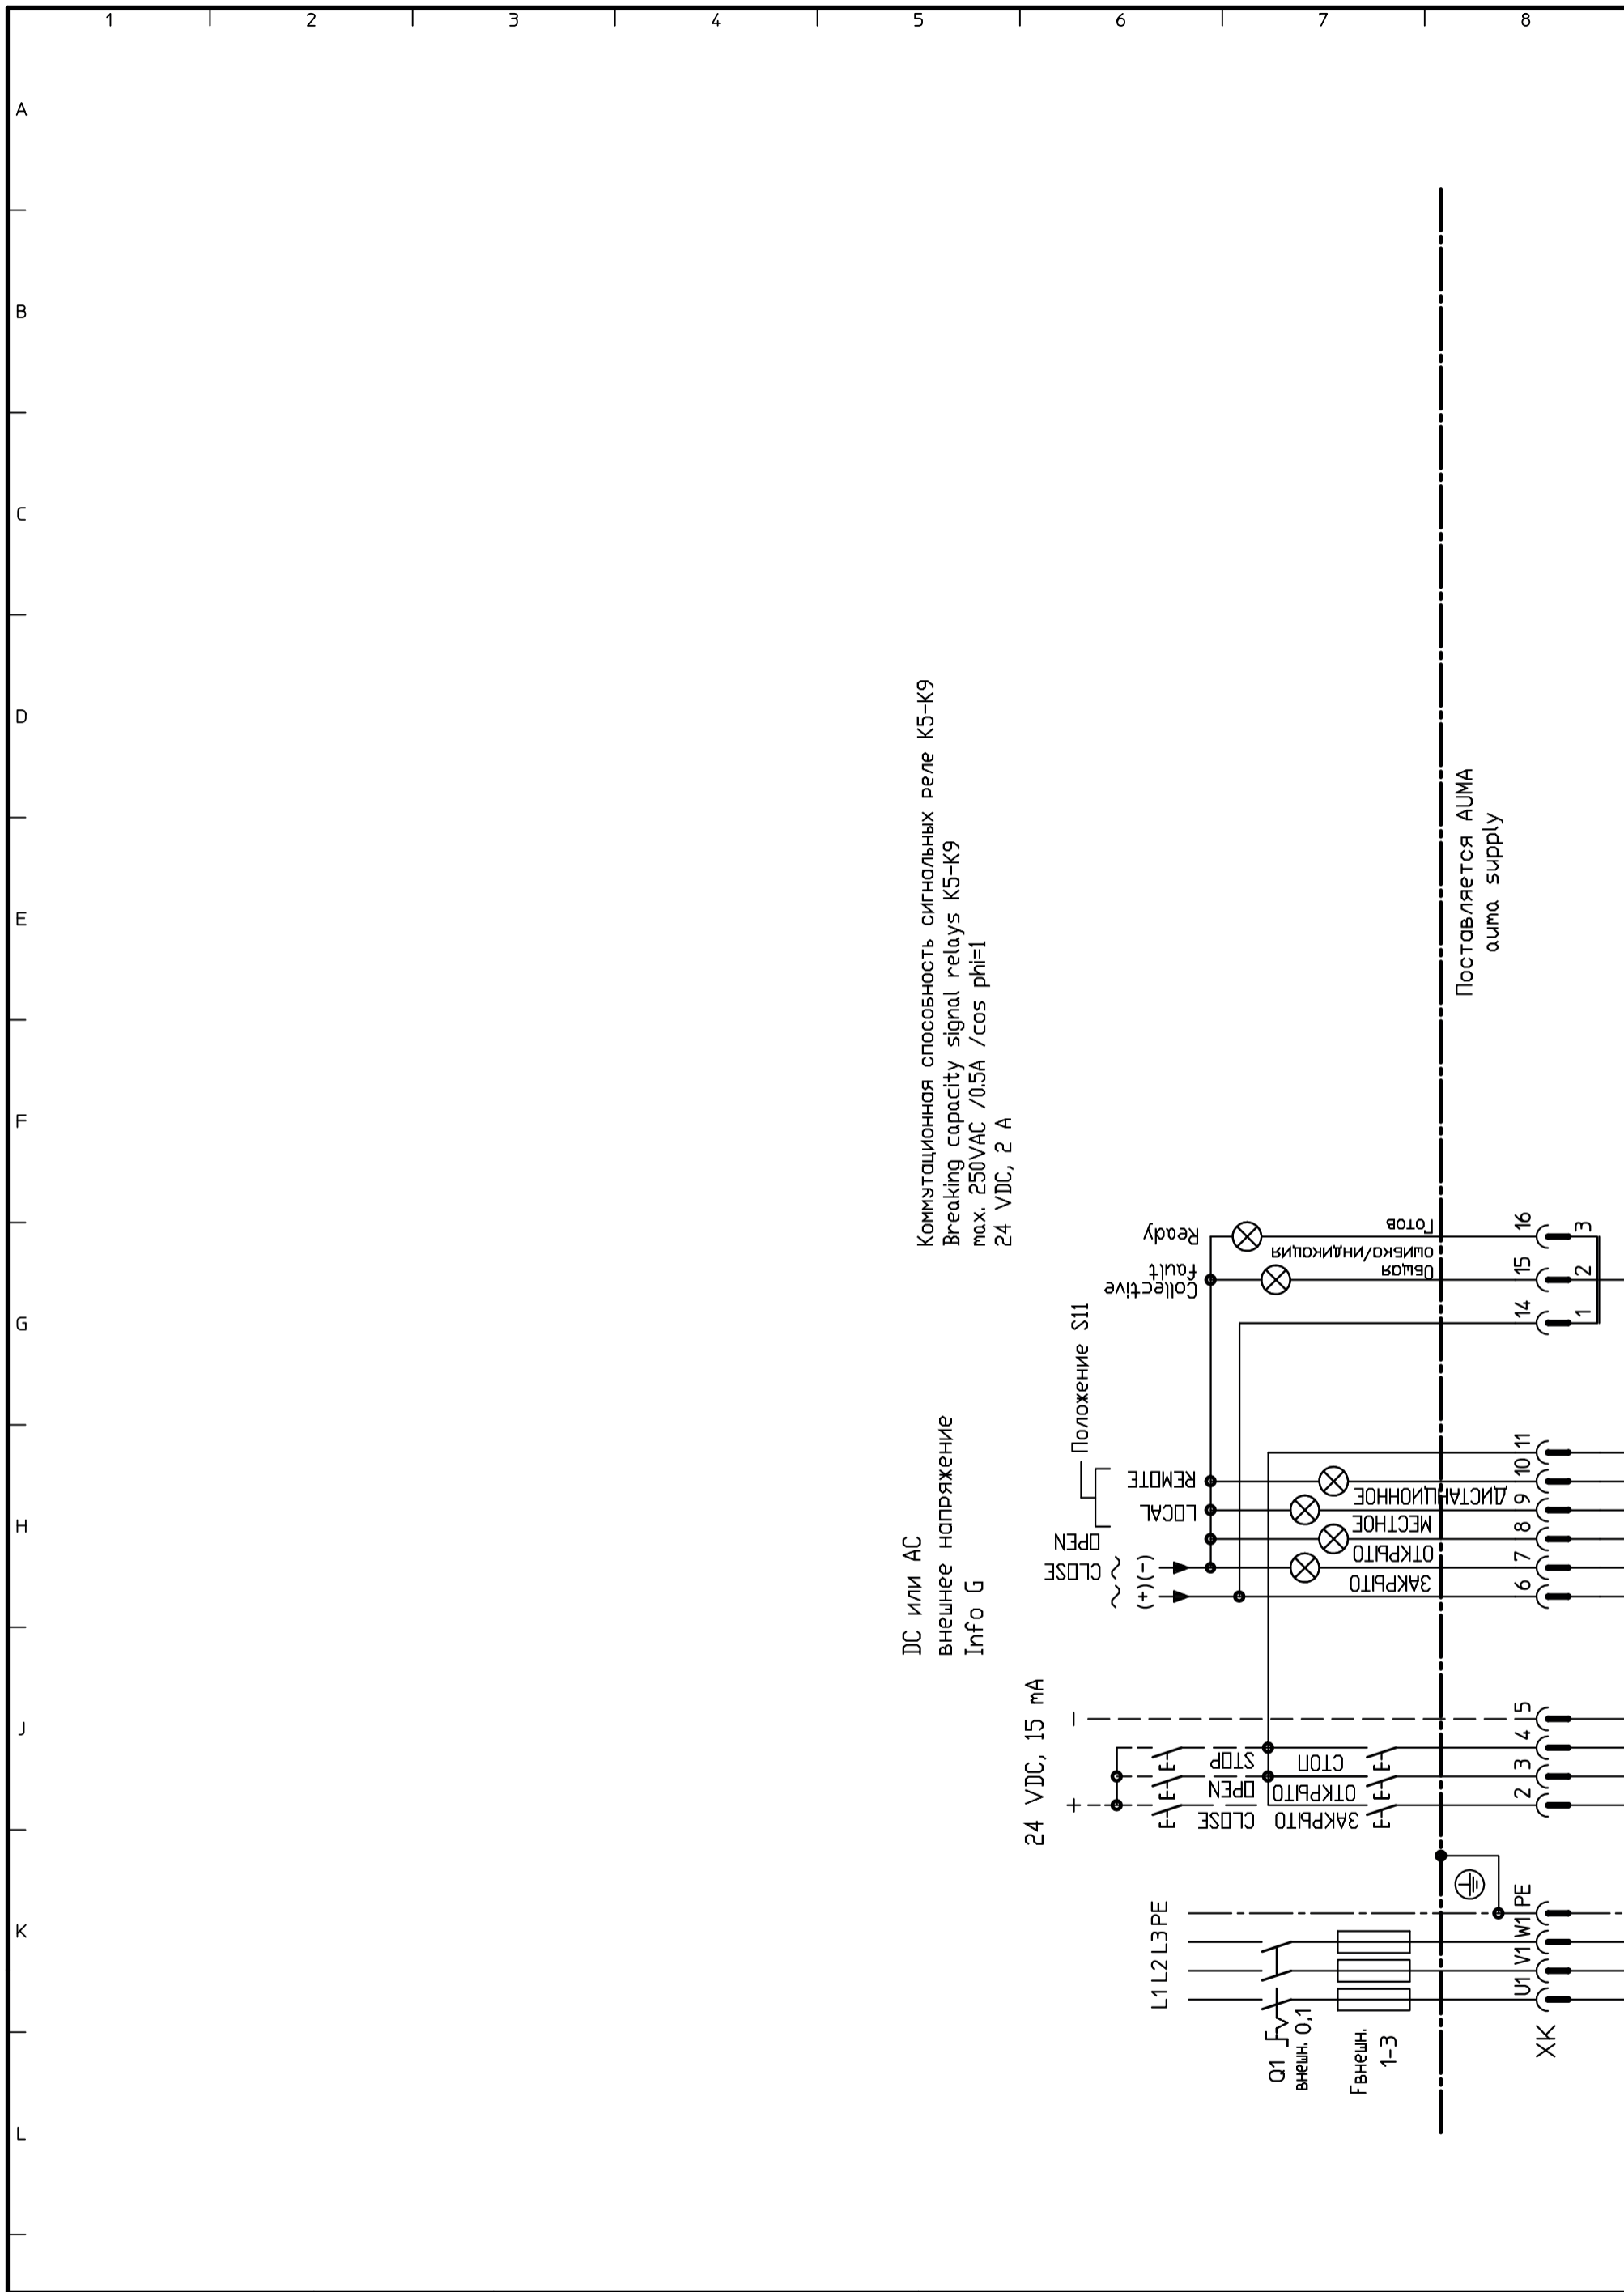 1 2 3 4 5 6 7 8
A
B
C
D
E
F
G
H
J
K
L
Коммутационная способность сигнальных реле K5-K9
Breaking capacity signal relays K5-K9
max. 250VAC /0.5A /cos phi=1
24 VDC, 2 A
Поставляется AUMA
auma supply
DC или AC
внешнее напряжение
Info G
Положение S11
Ready
Collective
fault
REMOTE
LOCAL
OPEN
CLOSE
~ ~
(+)(-)
Готов
Общая
ошибка/индикация
ДИСТАНЦИОННОЕ
МЕСТНОЕ
ОТКРЫТО
ЗАКРЫТО
24 VDC, 15 mA
+ -
STOP
OPEN
CLOSE
СТОП
ОТКРЫТО
ЗАКРЫТО
L1 L2 L3 PE
Q1
внешн. 0,1
Fвнешн.
1-3
XK
U1 V1 W1 PE 2 3 4 5 6 7 8 9 10 11 14 15 16
1 2 3